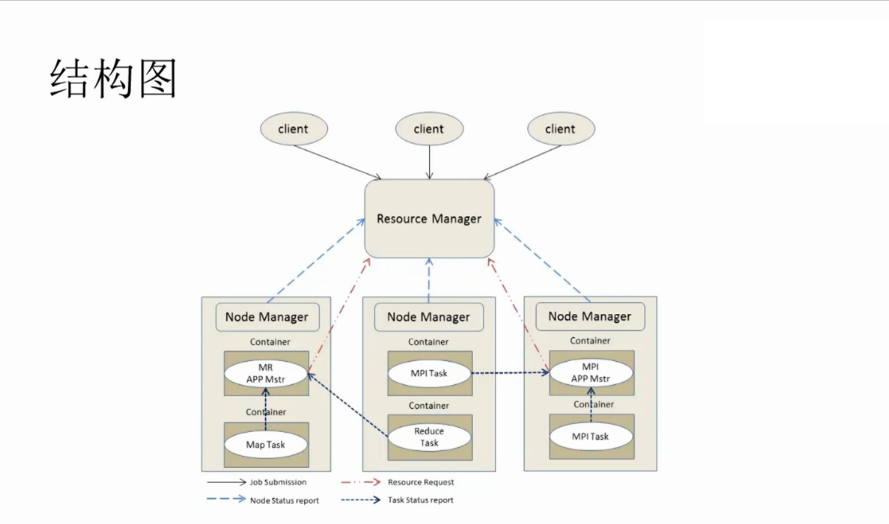 结构图
client
client
client
Resource Manager
Node Manager
Node Manager
Node Manager
Container
Container
Container
MR
APP Mstr
MPI Task
MPI
APP Mstr
Container
Container
Container
Map Task
Reduce
Task
MPI Task
Job Submission
Resource Request
Node Status report
Task Status report